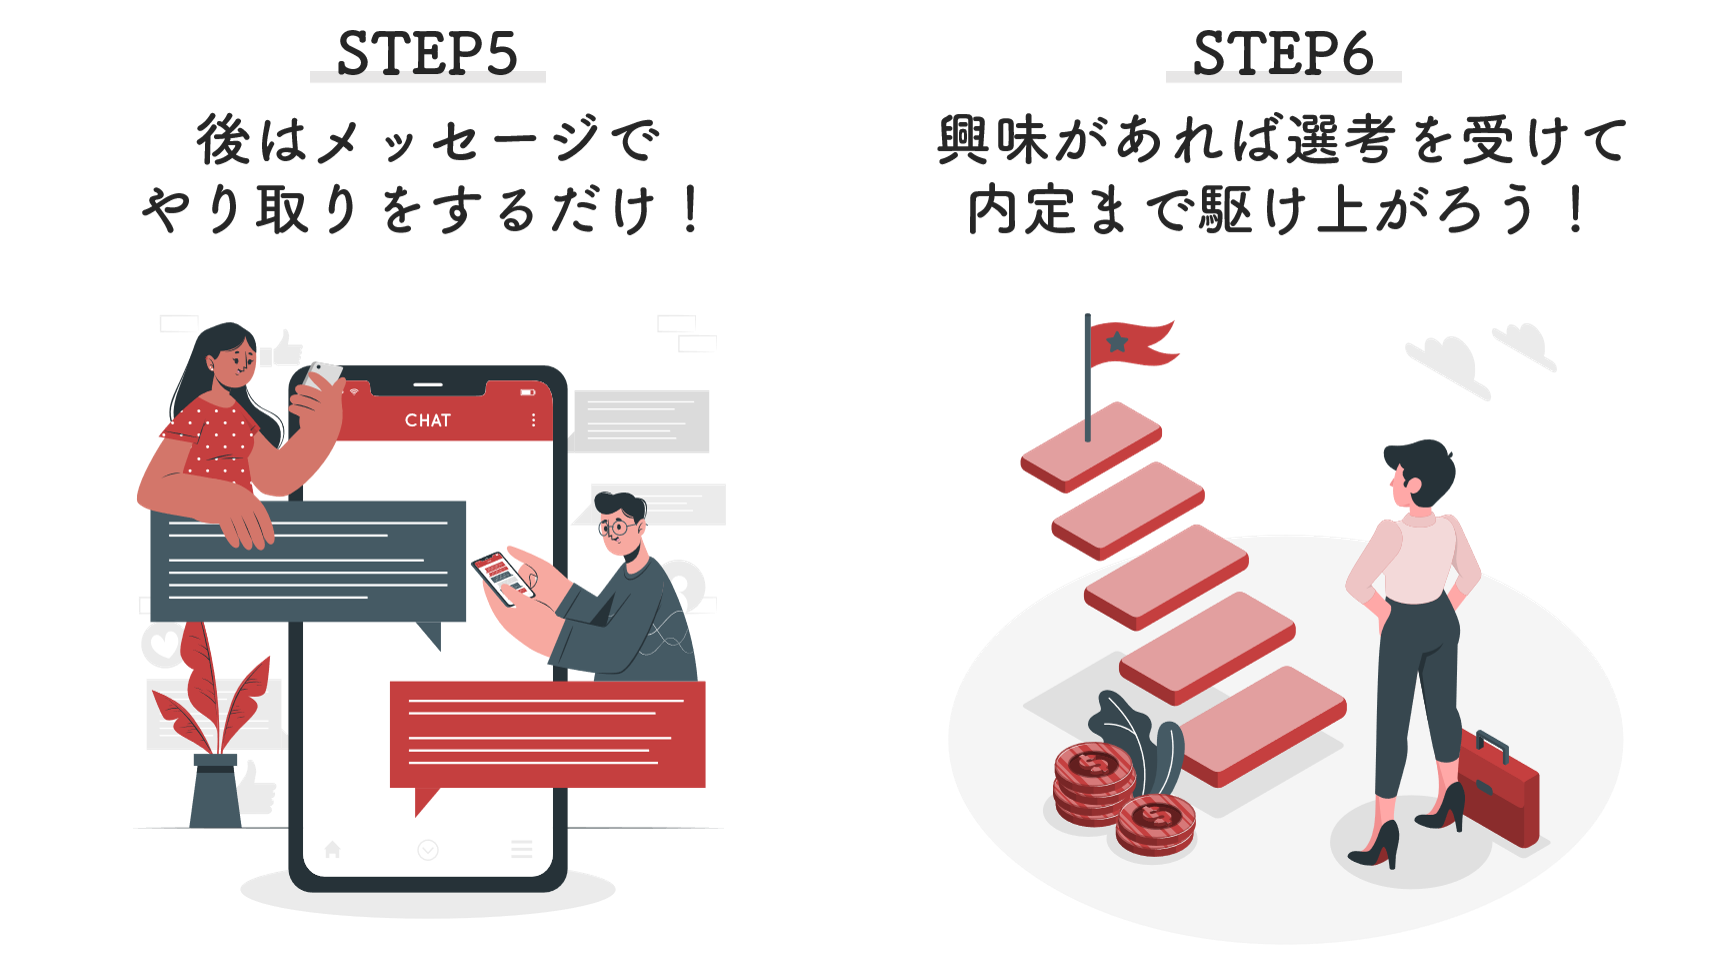 STEP5
後はメッセージで
やり取りをするだけ！
CHAT
STEP6
興味があれば選考を受けて
内定まで駆け上がろう！